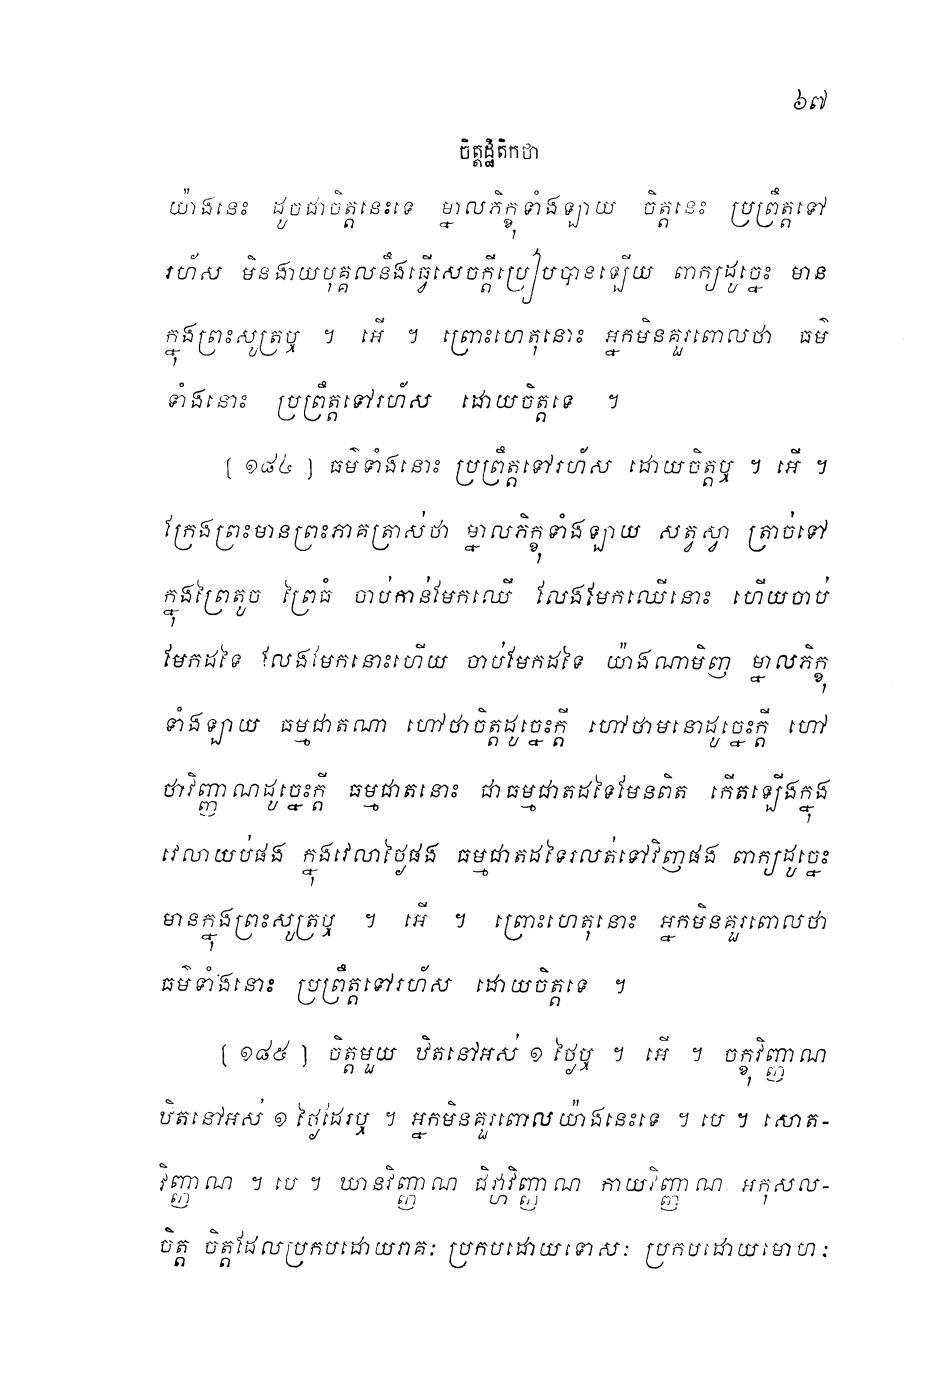 ៦៧
ចិត្តដ្ឋិតិកថា
យ៉ាងនេះ ដូចជាចិត្តនេះទេ ម្នាលភិក្ខុទាំងឡាយ ចិត្តនេះ ប្រព្រឹត្តទៅ
រហ័ស មិនងាយបុគ្គលនឹងធ្វើសេចក្តីប្រៀបបានឡើយ ពាក្យដូច្នេះ មាន
ក្នុងព្រះសូត្រឬ ។ អើ ។ ព្រោះហេតុនោះ អ្នកមិនគួរពោលថា ធម៌
ទាំងនោះ ប្រព្រឹត្តទៅរហ័ស ដោយចិត្តទេ ។
[ ១៨៤ ] ធម៌ទាំងនោះ ប្រព្រឹត្តទៅរហ័ស ដោយចិត្តឬ ។ អើ ។
ក្រែងព្រះមានព្រះភាគត្រាស់ថា ម្នាលភិក្ខុទាំងឡាយ សត្វស្វា ត្រាច់ទៅ
ក្នុងព្រៃតូច ព្រៃធំ ចាប់កាន់មែកឈើ លែងមែកឈើនោះ ហើយចាប់
មែកដទៃ លែងមែកនោះហើយ ចាប់មែកដទៃ យ៉ាងណាមិញ ម្នាលភិក្ខុ
ទាំងឡាយ ធម្មជាតណា ហៅថាចិត្តដូច្នេះក្តី ហៅថាមនោដូច្នេះក្តី ហៅ
ថាវិញ្ញាណដូច្នេះក្តី ធម្មជាតនោះ ជាធម្មជាតដទៃមែនពិត កើតឡើងក្នុង
វេលាយប់ផង ក្នុងវេលាថ្ងៃផង ធម្មជាតដទៃរលត់ទៅវិញផង ពាក្យដូច្នេះ
មានក្នុងព្រះសូត្រឬ ។ អើ ។ ព្រោះហេតុនោះ អ្នកមិនគួរពោលថា
ធម៌ទាំងនោះ ប្រព្រឹត្តទៅរហ័ស ដោយចិត្តទេ ។
[ ១៨៥ ] ចិត្តមួយ ឋិតនៅអស់ ១ ថ្ងៃឬ ។ អើ ។ ចក្ខុវិញ្ញាណ
ឋិតនៅអស់ ១ ថ្ងៃដែរឬ ។ អ្នកមិនគួរពោលយ៉ាងនេះទេ ។ បេ ។ សោត-
វិញ្ញាណ ។ បេ ។ ឃានវិញ្ញាណ ជិវ្ហាវិញ្ញាណ កាយវិញ្ញាណ អកុសល-
ចិត្ត ចិត្តដែលប្រកបដោយរាគៈ ប្រកបដោយទោសៈ ប្រកបដោយមោហៈ